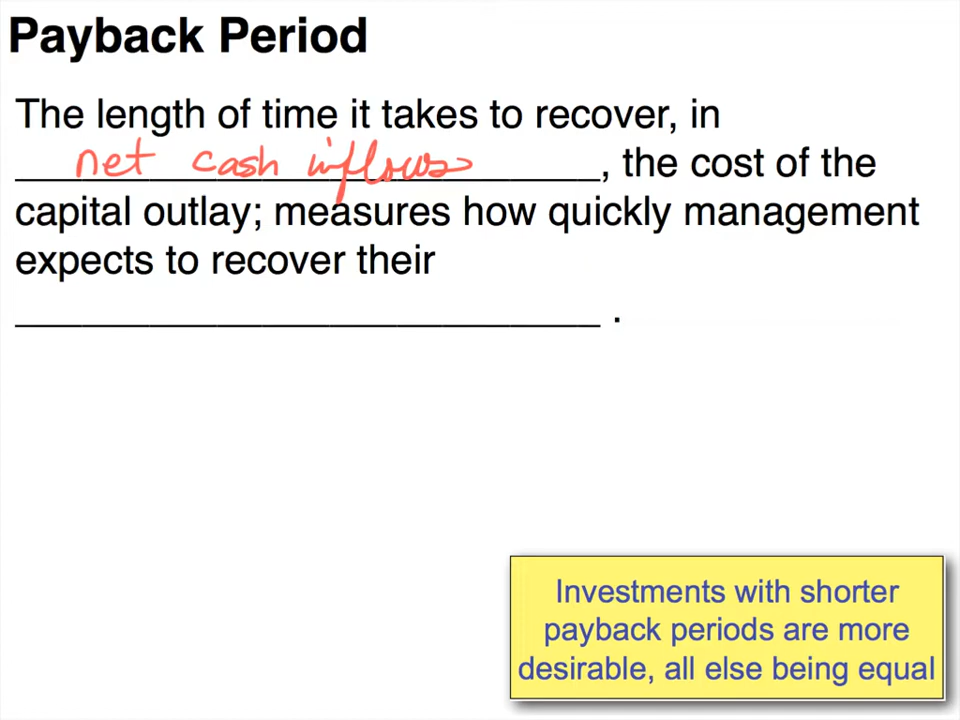 Payback Period
The length of time it takes to recover, in
net cash inflows, the cost of the
capital outlay; measures how quickly management
expects to recover their
__________________________ .
Investments with shorter
payback periods are more
desirable, all else being equal